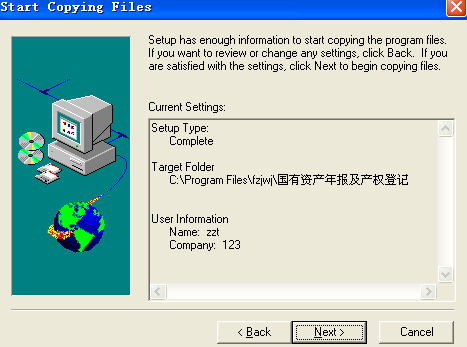 Start Copying Files
Setup has enough information to start copying the program files.
If you want to review or change any settings, click Back.  If you
are satisfied with the settings, click Next to begin copying files.
Current Settings:
Setup Type:
Complete
Target Folder
C:\Program Files\fzjwj\国有资产年报及产权登记
User Information
Name:  zzt
Company:  123
< Back
Next >
Cancel